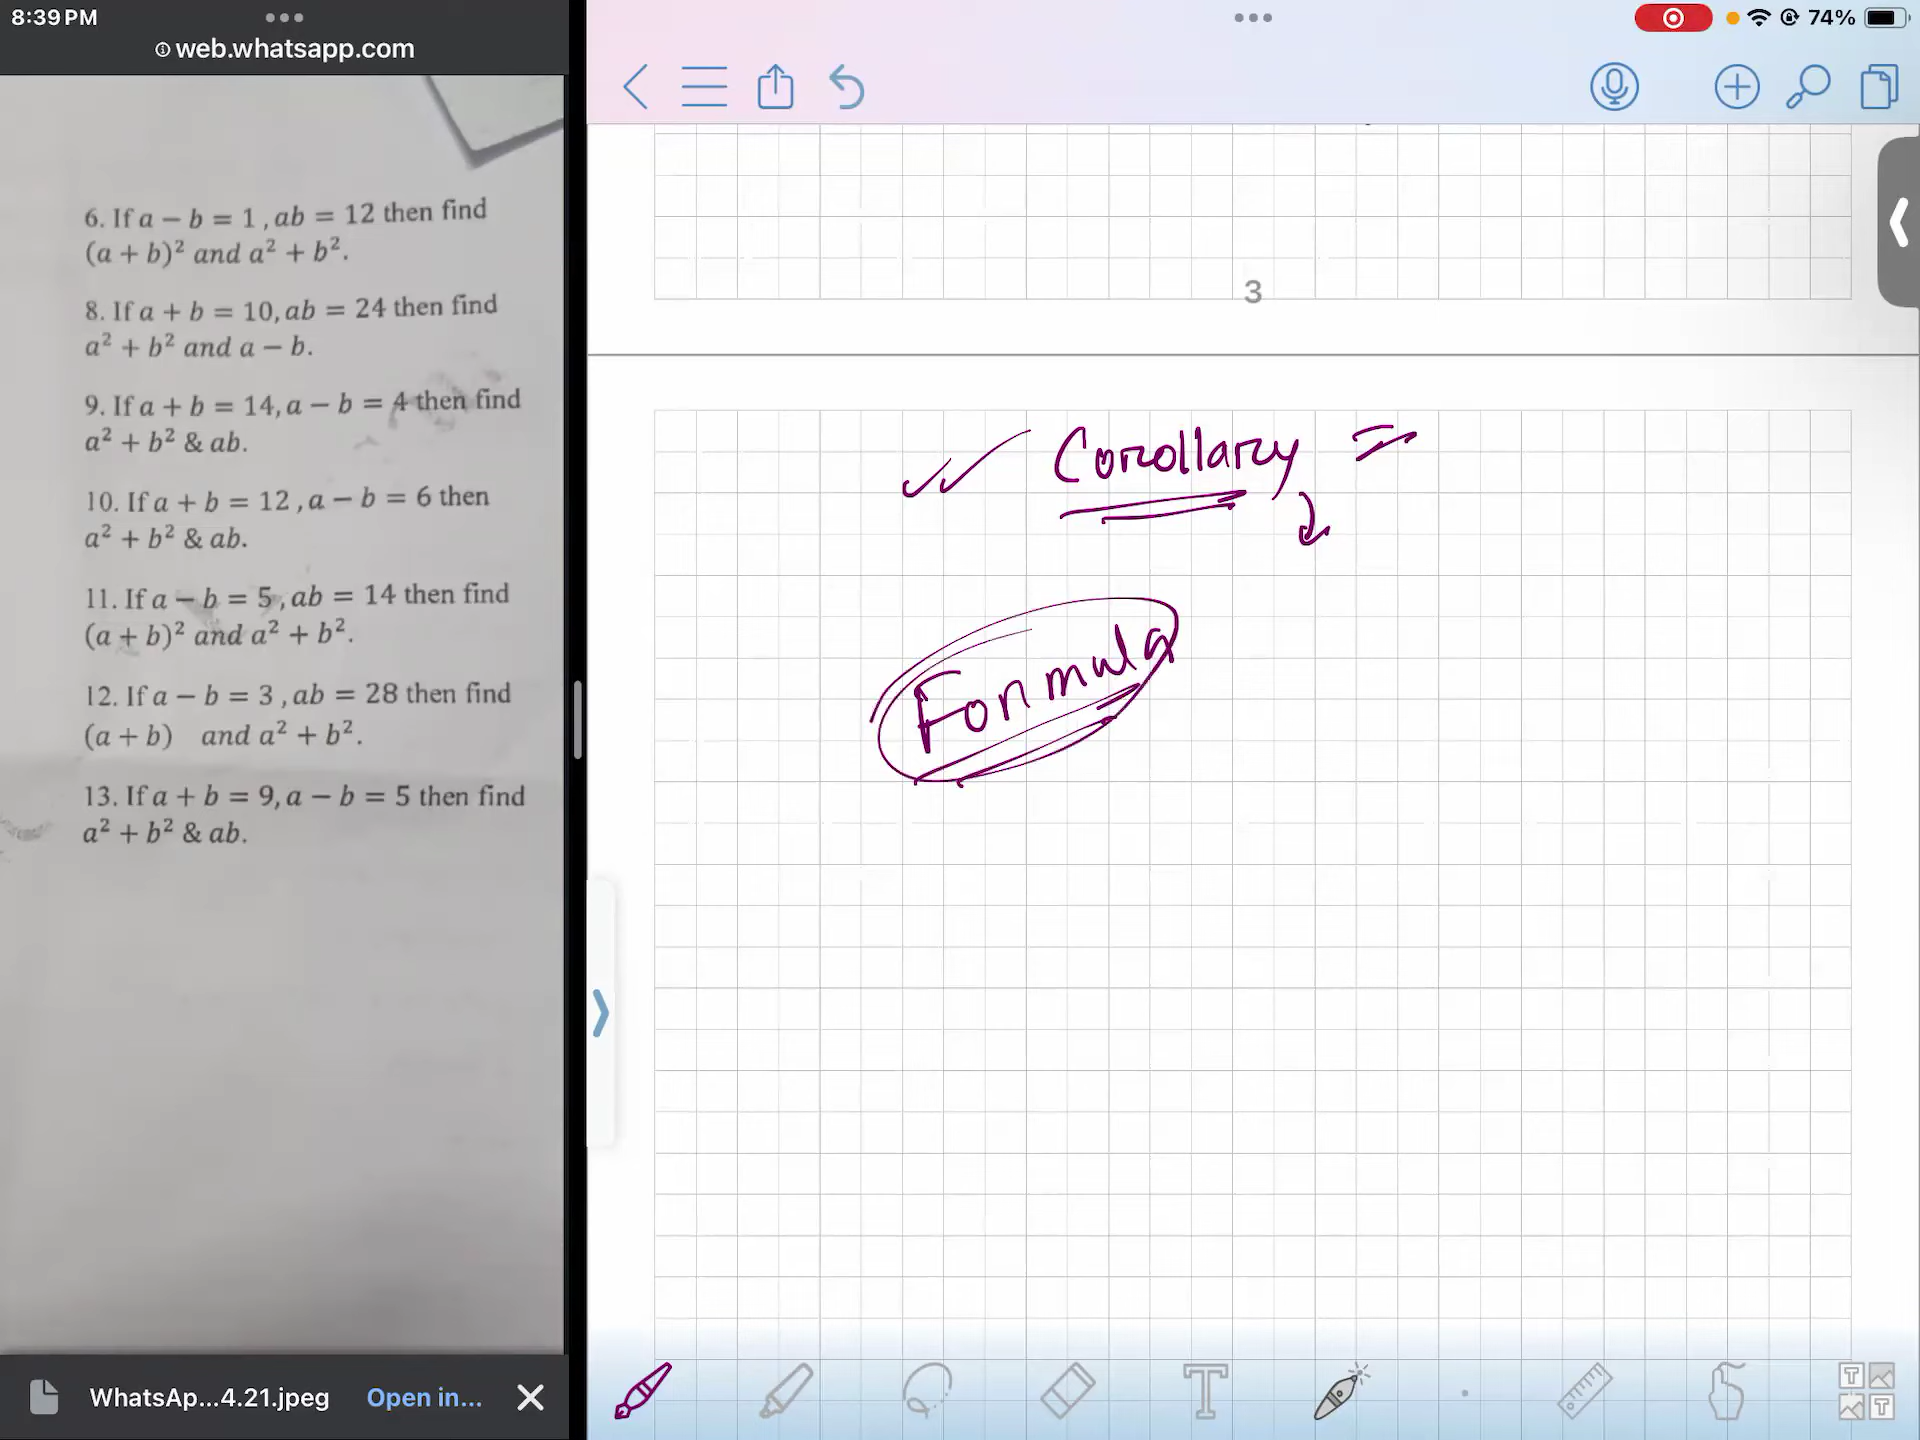 8:39 PM
web.whatsapp.com
74%
6. If a − b = 1 , ab = 12 then find
(a + b)² and a² + b².
8. If a + b = 10, ab = 24 then find
a² + b² and a − b.
9. If a + b = 14, a − b = 4 then find
a² + b² & ab.
10. If a + b = 12 , a − b = 6 then
a² + b² & ab.
11. If a − b = 5 , ab = 14 then find
(a + b)² and a² + b².
12. If a − b = 3 , ab = 28 then find
(a + b) and a² + b².
13. If a + b = 9, a − b = 5 then find
a² + b² & ab.
WhatsAp...4.21.jpeg
Open in...
3
Corollary =
Formula